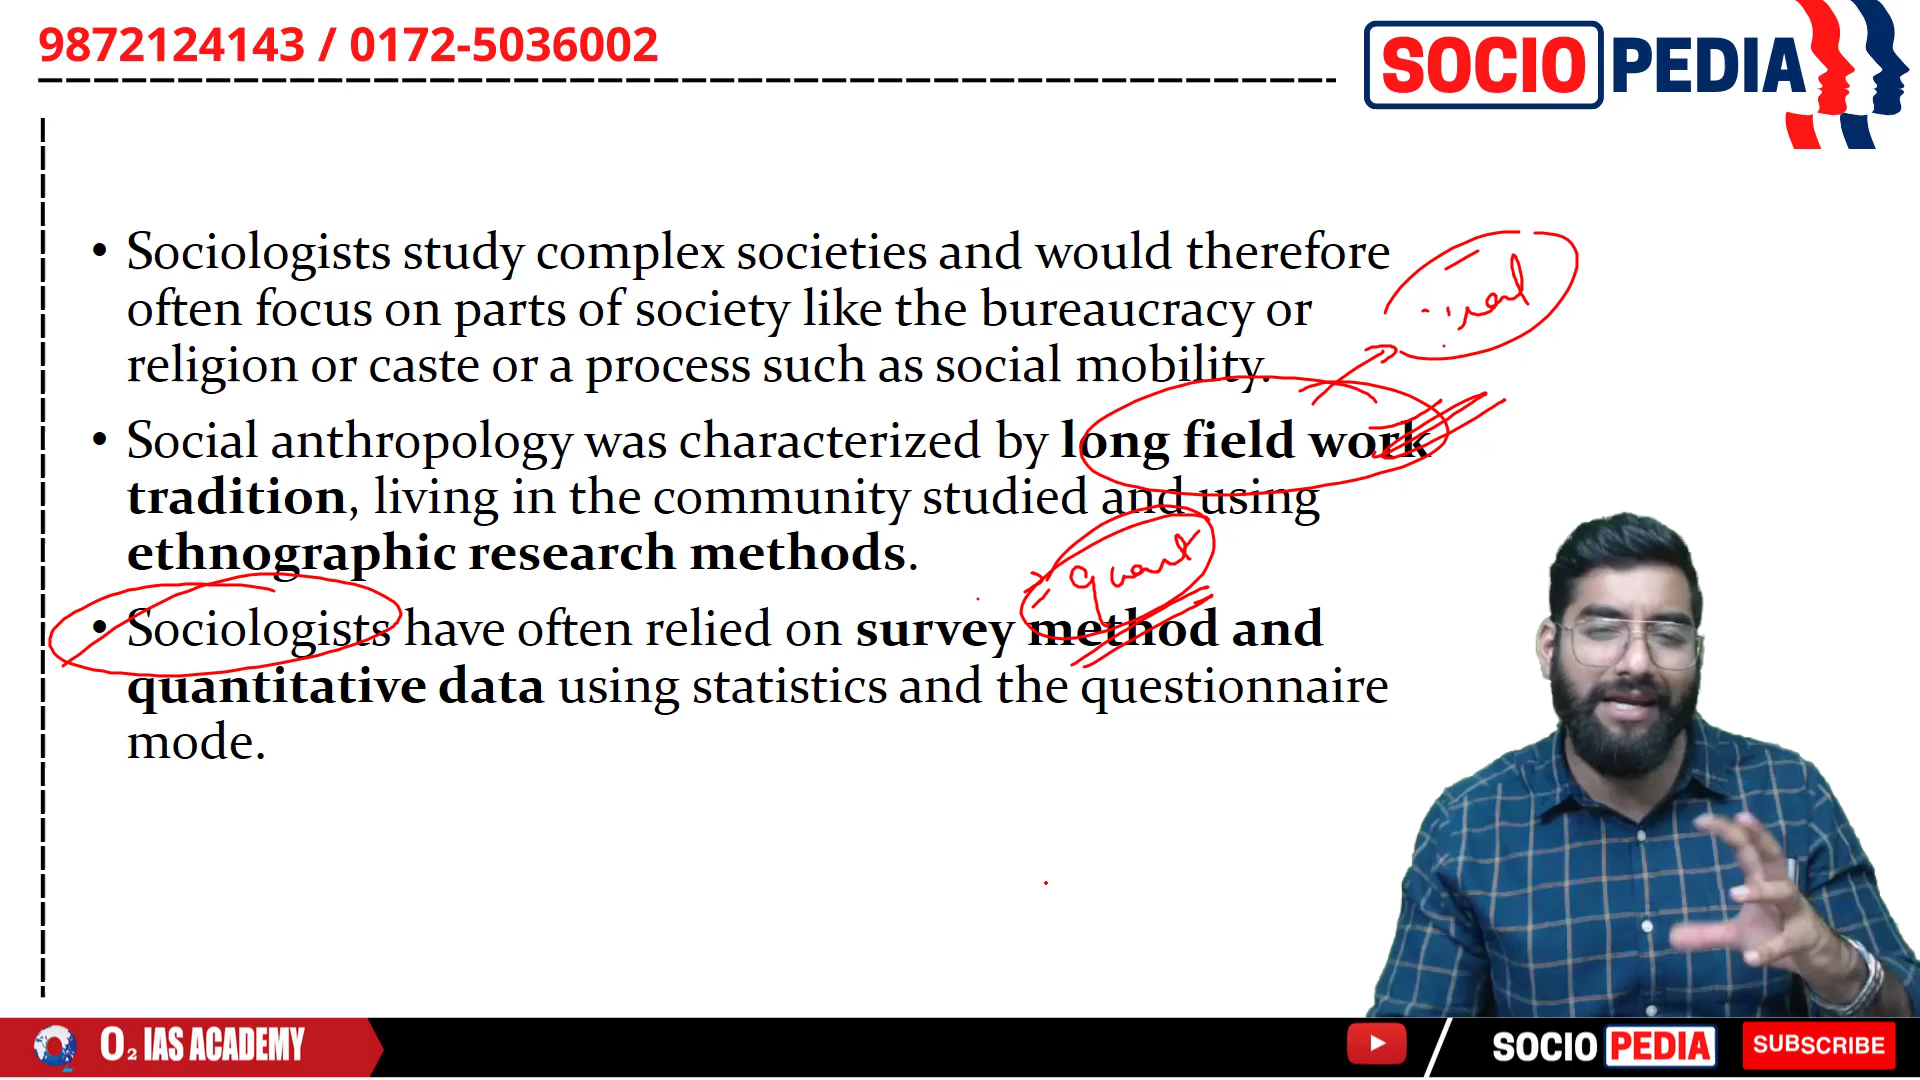 9872124143 / 0172-5036002
SOCIO PEDIA
• Sociologists study complex societies and would therefore
often focus on parts of society like the bureaucracy or
religion or caste or a process such as social mobility.
• Social anthropology was characterized by long field work
tradition, living in the community studied and using
ethnographic research methods.
quant
• Sociologists have often relied on survey method and
quantitative data using statistics and the questionnaire
mode.
O₂ IAS ACADEMY
SOCIO PEDIA
SUBSCRIBE